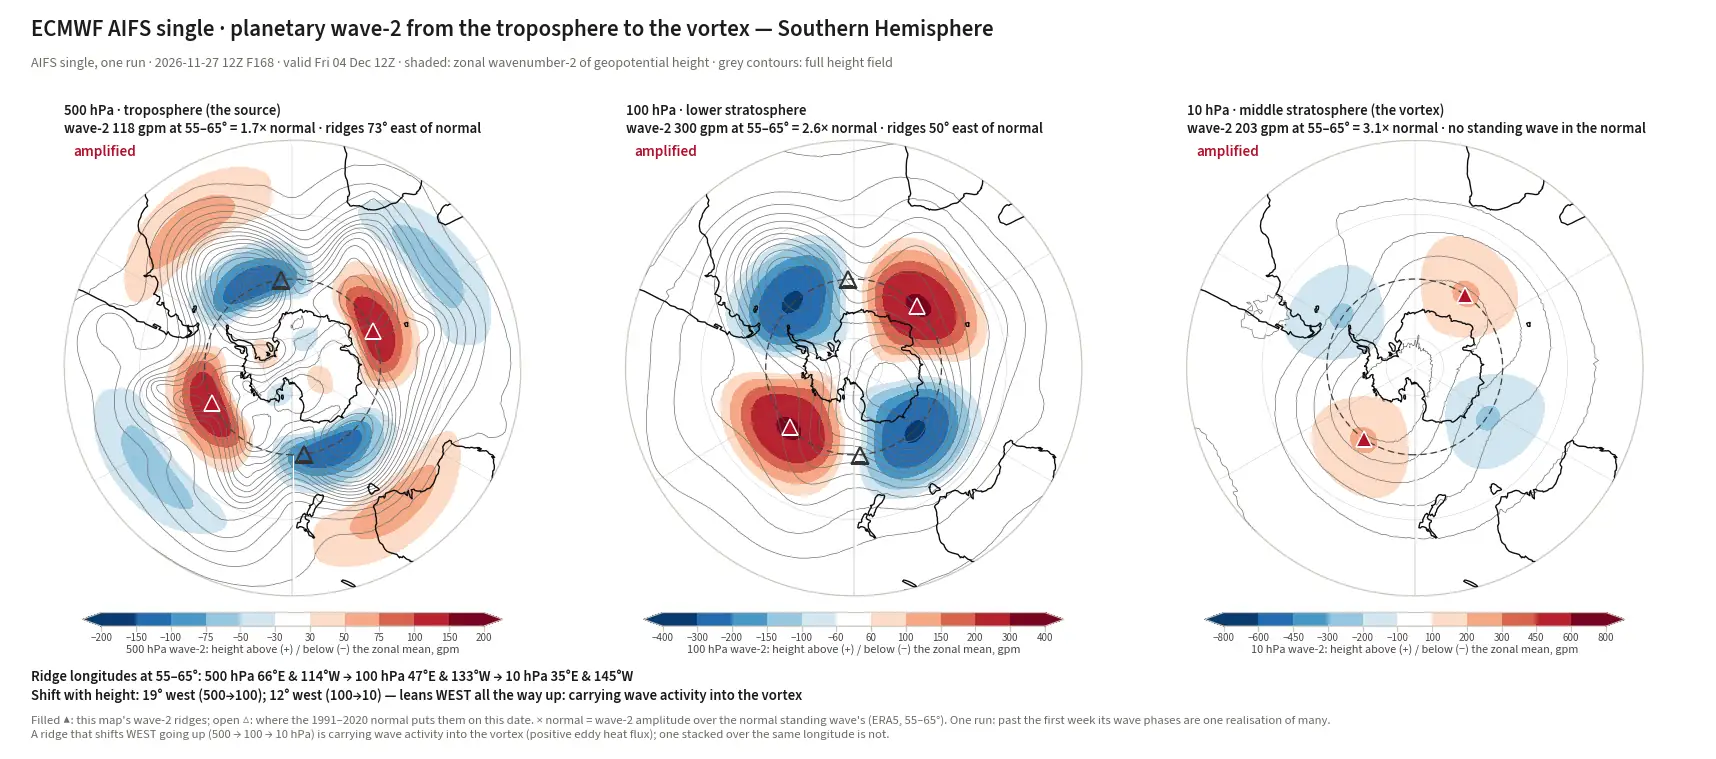 ECMWF AIFS single · planetary wave-2 from the troposphere to the vortex — Southern Hemisphere
AIFS single, one run · 2026-11-27 12Z F168 · valid Fri 04 Dec 12Z · shaded: zonal wavenumber-2 of geopotential height · grey contours: full height field
500 hPa · troposphere (the source)
wave-2 118 gpm at 55–65° = 1.7× normal · ridges 73° east of normal
amplified
100 hPa · lower stratosphere
wave-2 300 gpm at 55–65° = 2.6× normal · ridges 50° east of normal
amplified
10 hPa · middle stratosphere (the vortex)
wave-2 203 gpm at 55–65° = 3.1× normal · no standing wave in the normal
amplified
−200 −150 −100 −75 −50 −30 30 50 75 100 150 200
500 hPa wave-2: height above (+) / below (−) the zonal mean, gpm
−400 −300 −200 −150 −100 −60 60 100 150 200 300 400
100 hPa wave-2: height above (+) / below (−) the zonal mean, gpm
−800 −600 −450 −300 −200 −100 100 200 300 450 600 800
10 hPa wave-2: height above (+) / below (−) the zonal mean, gpm
Ridge longitudes at 55–65°: 500 hPa 66°E & 114°W → 100 hPa 47°E & 133°W → 10 hPa 35°E & 145°W
Shift with height: 19° west (500→100); 12° west (100→10) — leans WEST all the way up: carrying wave activity into the vortex
Filled ▲: this map's wave-2 ridges; open △: where the 1991–2020 normal puts them on this date. × normal = wave-2 amplitude over the normal standing wave's (ERA5, 55–65°). One run: past the first week its wave phases are one realisation of many.
A ridge that shifts WEST going up (500 → 100 → 10 hPa) is carrying wave activity into the vortex (positive eddy heat flux); one stacked over the same longitude is not.